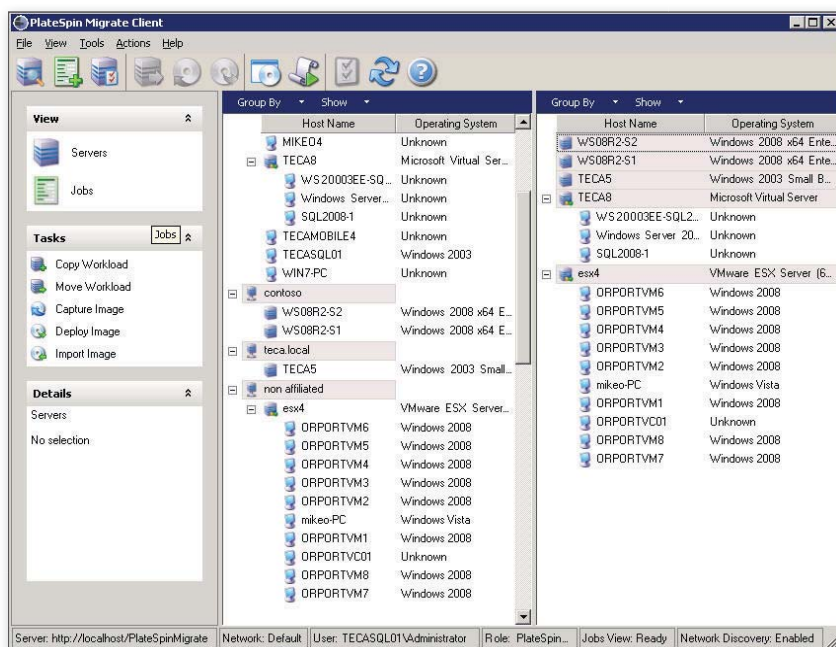 PlateSpin Migrate Client
File View Tools Actions Help
View
Servers
Jobs
Tasks
Jobs
Copy Workload
Move Workload
Capture Image
Deploy Image
Import Image
Details
Servers
No selection
Group By Show
Host Name Operating System
MIKEO4 Unknown
TECA8 Microsoft Virtual Ser...
WS20003EE-SQ... Unknown
Windows Server... Unknown
SQL2008-1 Unknown
TECAMOBILE4 Unknown
TECASQL01 Windows 2003
WIN7-PC Unknown
contoso
WS08R2-S2 Windows 2008 x64 E...
WS08R2-S1 Windows 2008 x64 E...
teca.local
TECA5 Windows 2003 Small...
non affiliated
esx4 VMware ESX Server...
ORPORTVM6 Windows 2008
ORPORTVM5 Windows 2008
ORPORTVM4 Windows 2008
ORPORTVM3 Windows 2008
ORPORTVM2 Windows 2008
mikeo-PC Windows Vista
ORPORTVM1 Windows 2008
ORPORTVC01 Unknown
ORPORTVM8 Windows 2008
ORPORTVM7 Windows 2008
Group By Show
Host Name Operating System
WS08R2-S2 Windows 2008 x64 Ente...
WS08R2-S1 Windows 2008 x64 Ente...
TECA5 Windows 2003 Small B...
TECA8 Microsoft Virtual Server
WS20003EE-SQL2... Unknown
Windows Server 20... Unknown
SQL2008-1 Unknown
esx4 VMware ESX Server (6...
ORPORTVM6 Windows 2008
ORPORTVM5 Windows 2008
ORPORTVM4 Windows 2008
ORPORTVM3 Windows 2008
ORPORTVM2 Windows 2008
mikeo-PC Windows Vista
ORPORTVM1 Windows 2008
ORPORTVC01 Unknown
ORPORTVM8 Windows 2008
ORPORTVM7 Windows 2008
Server: http://localhost/PlateSpinMigrate Network: Default User: TECASQL01\Administrator Role: PlateSpin... Jobs View: Ready Network Discovery: Enabled